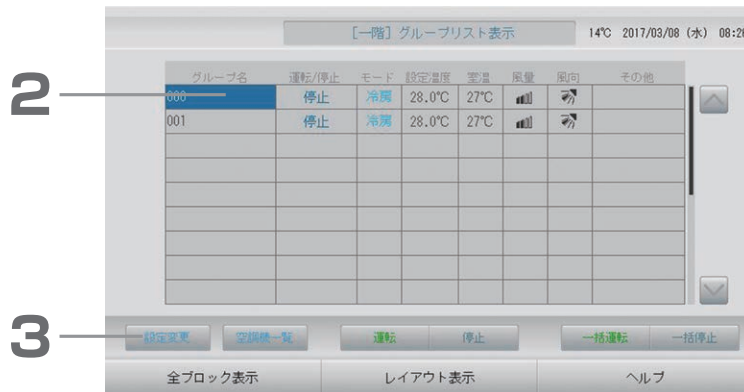 [一階] グループリスト表示
14℃ 2017/03/08 (水) 08:26
グループ名 運転/停止 モード 設定温度 室温 風量 風向 その他
2
000 停止 冷房 28.0℃ 27℃
001 停止 冷房 28.0℃ 27℃
3
設定変更 空調機一覧 運転 停止 一括運転 一括停止
全ブロック表示 レイアウト表示 ヘルプ